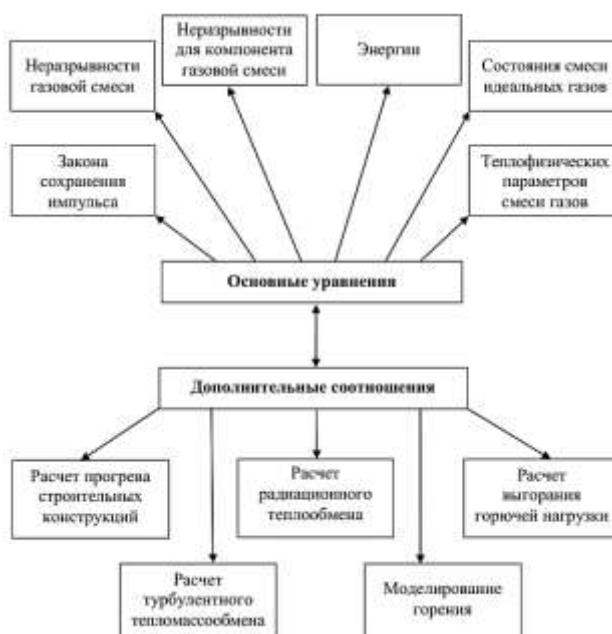 Неразрывности
газовой смеси
Неразрывности
для компонента
газовой смеси
Энергии
Состояния смеси
идеальных газов
Закона
сохранения
импульса
Теплофизических
параметров
смеси газов
Основные уравнения
Дополнительные соотношения
Расчет прогрева
строительных
конструкций
Расчет
радиационного
теплообмена
Расчет
выгорания
горючей нагрузки
Расчет
турбулентного
тепломассообмена
Моделирование
горения